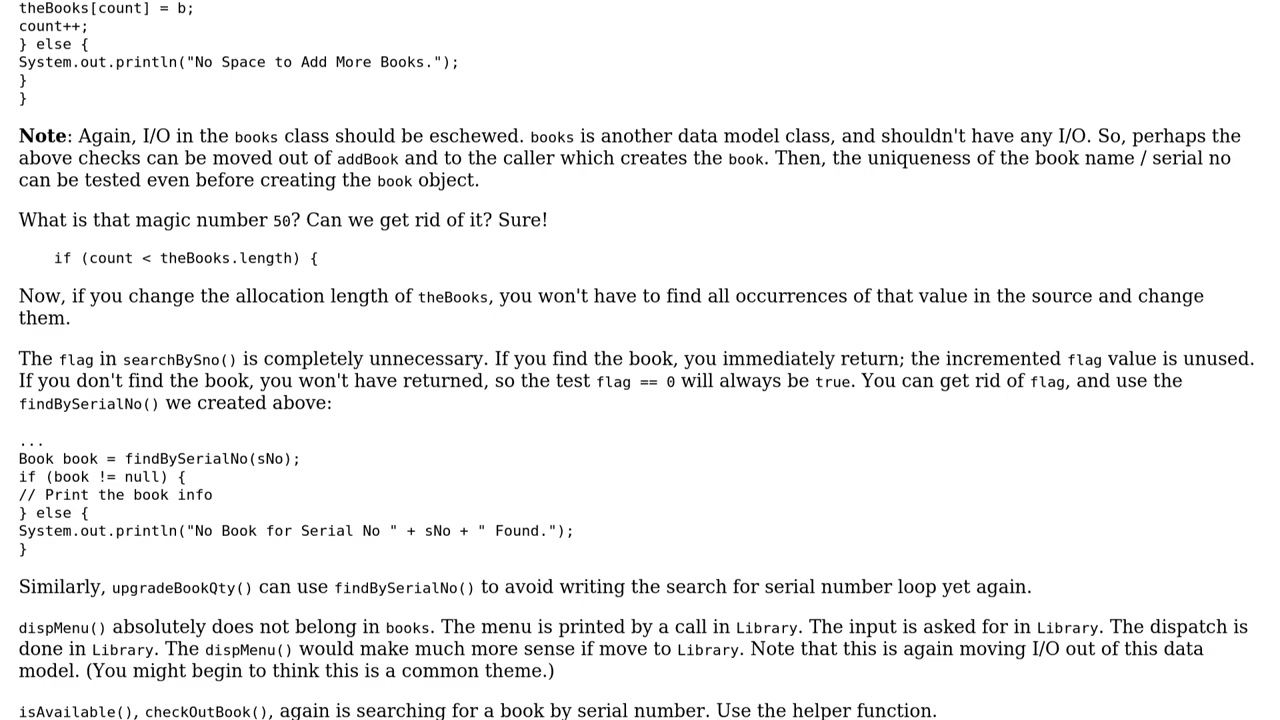 theBooks[count] = b;
count++;
} else {
System.out.println("No Space to Add More Books.");
}
}
Note: Again, I/O in the books class should be eschewed. books is another data model class, and shouldn't have any I/O. So, perhaps the
above checks can be moved out of addBook and to the caller which creates the book. Then, the uniqueness of the book name / serial no
can be tested even before creating the book object.
What is that magic number 50? Can we get rid of it? Sure!
if (count < theBooks.length) {
Now, if you change the allocation length of theBooks, you won't have to find all occurrences of that value in the source and change
them.
The flag in searchBySno() is completely unnecessary. If you find the book, you immediately return; the incremented flag value is unused.
If you don't find the book, you won't have returned, so the test flag == 0 will always be true. You can get rid of flag, and use the
findBySerialNo() we created above:
...
Book book = findBySerialNo(sNo);
if (book != null) {
// Print the book info
} else {
System.out.println("No Book for Serial No " + sNo + " Found.");
}
Similarly, upgradeBookQty() can use findBySerialNo() to avoid writing the search for serial number loop yet again.
dispMenu() absolutely does not belong in books. The menu is printed by a call in Library. The input is asked for in Library. The dispatch is
done in Library. The dispMenu() would make much more sense if move to Library. Note that this is again moving I/O out of this data
model. (You might begin to think this is a common theme.)
isAvailable(), checkOutBook(), again is searching for a book by serial number. Use the helper function.